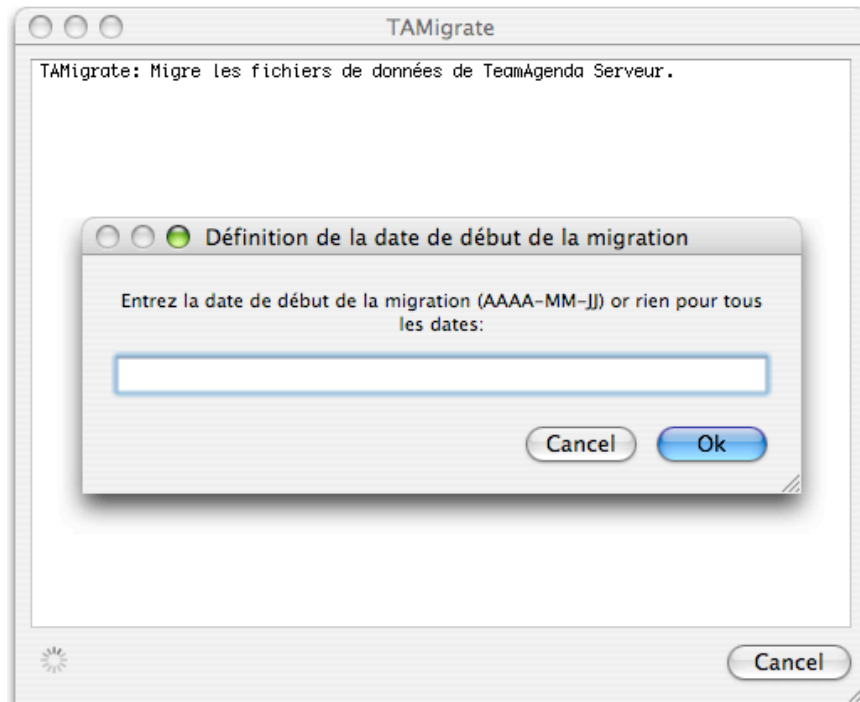 TAMigrate
TAMigrate: Migre les fichiers de données de TeamAgenda Serveur.
Définition de la date de début de la migration
Entrez la date de début de la migration (AAAA-MM-JJ) or rien pour tous
les dates:
Cancel
Ok
Cancel